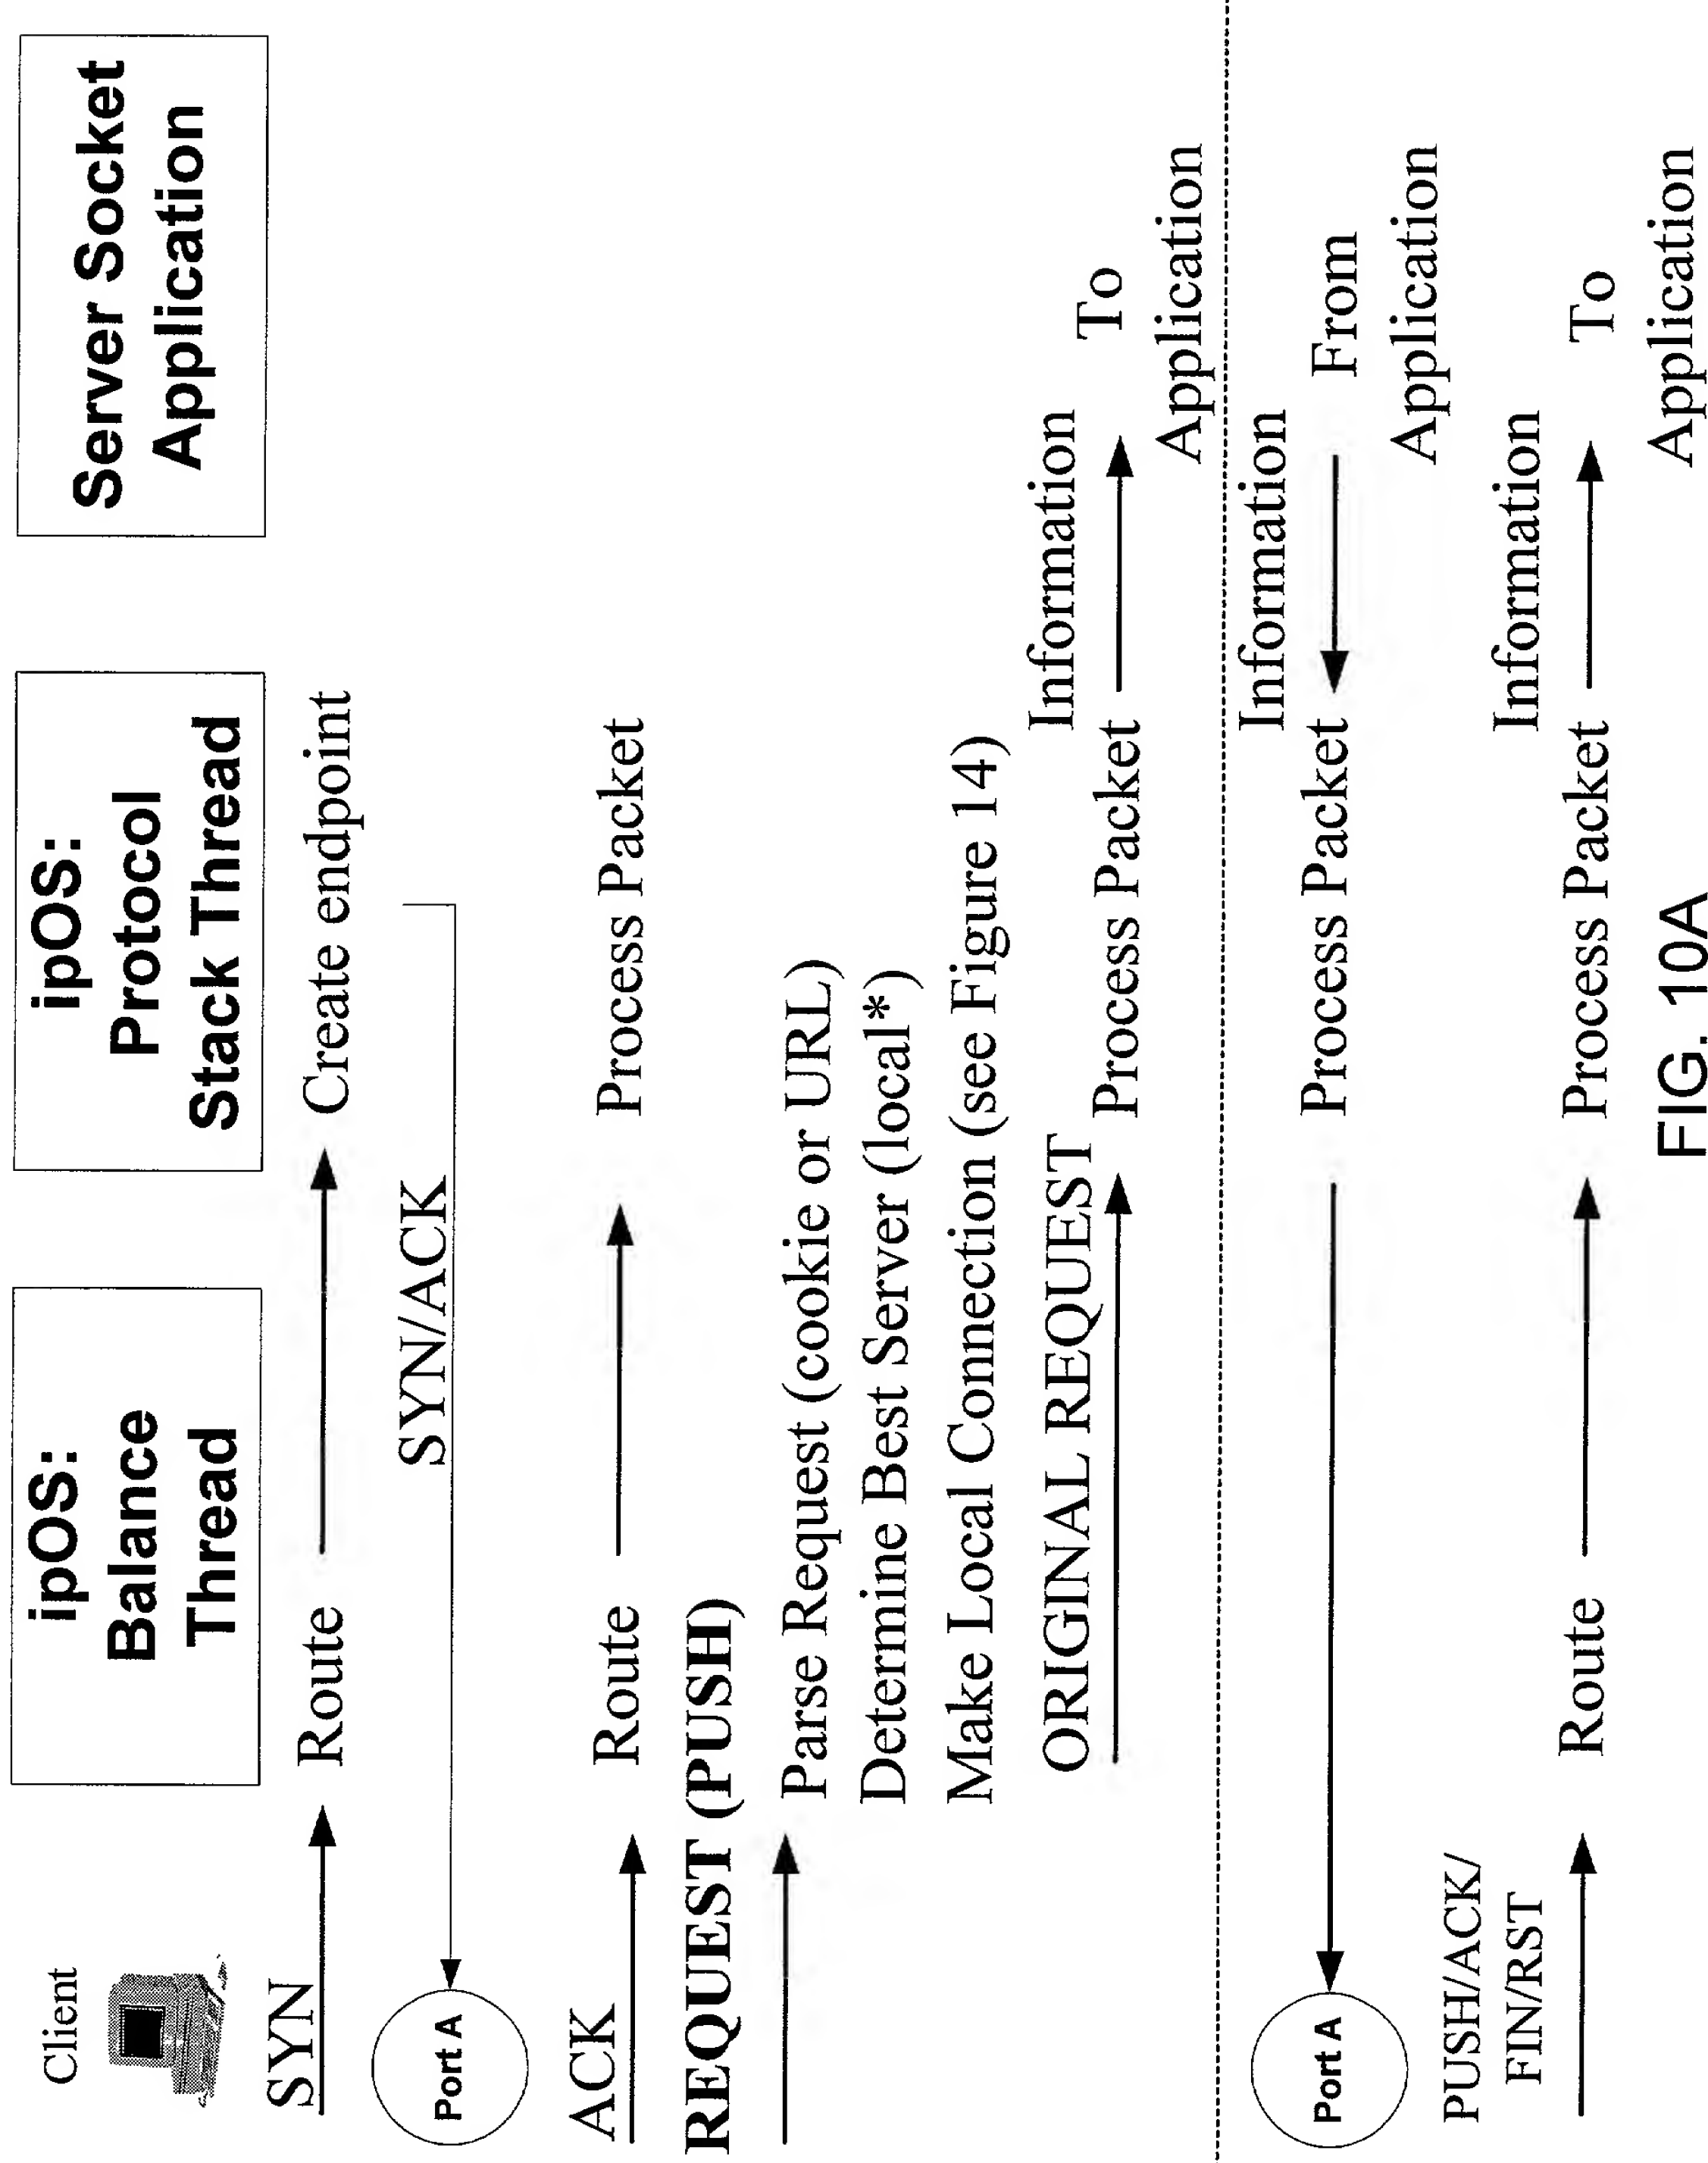 Client
ipOS:
Balance
Thread
ipOS:
Protocol
Stack Thread
Server Socket
Application
SYN
Route
Create endpoint
SYN/ACK
Port A
ACK
Route
Process Packet
REQUEST (PUSH)
Parse Request (cookie or URL)
Determine Best Server (local*)
Make Local Connection (see Figure 14)
ORIGINAL REQUEST
Process Packet
Information
To
Application
Port A
Process Packet
Information
From
Application
PUSH/ACK/
FIN/RST
Route
Process Packet
Information
To
Application
FIG. 10A